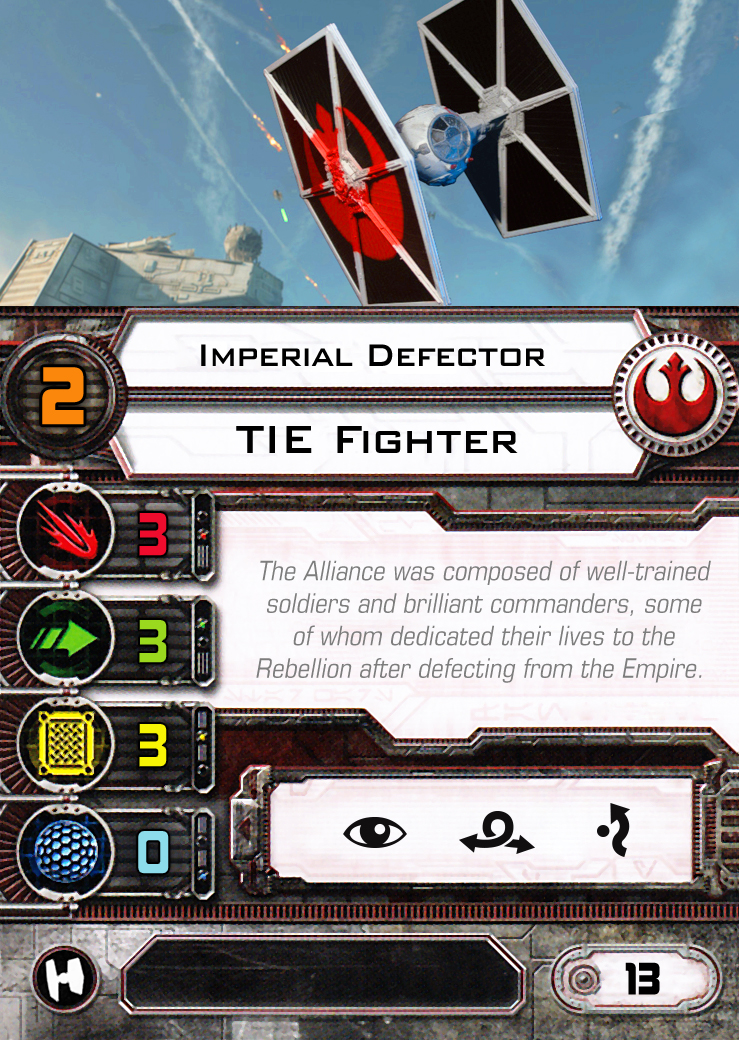 Imperial Defector
2
TIE Fighter
3
The Alliance was composed of well-trained
soldiers and brilliant commanders, some
of whom dedicated their lives to the
Rebellion after defecting from the Empire.
3
3
0
13